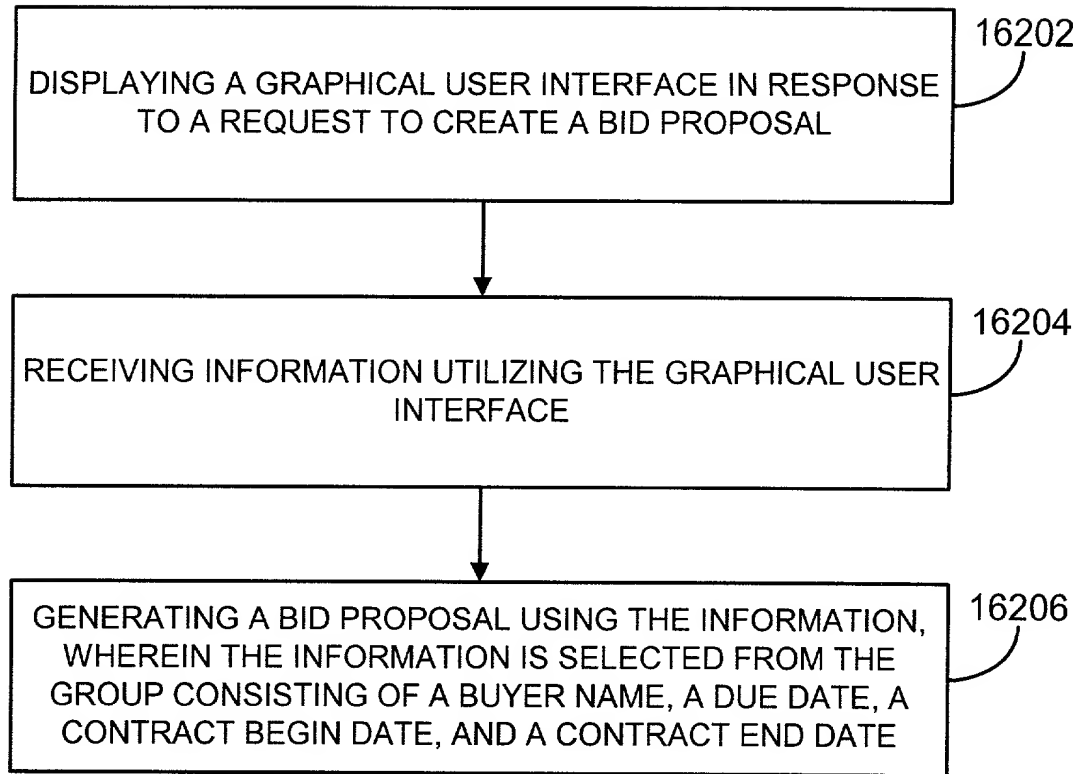 16202
DISPLAYING A GRAPHICAL USER INTERFACE IN RESPONSE
TO A REQUEST TO CREATE A BID PROPOSAL
16204
RECEIVING INFORMATION UTILIZING THE GRAPHICAL USER
INTERFACE
16206
GENERATING A BID PROPOSAL USING THE INFORMATION,
WHEREIN THE INFORMATION IS SELECTED FROM THE
GROUP CONSISTING OF A BUYER NAME, A DUE DATE, A
CONTRACT BEGIN DATE, AND A CONTRACT END DATE